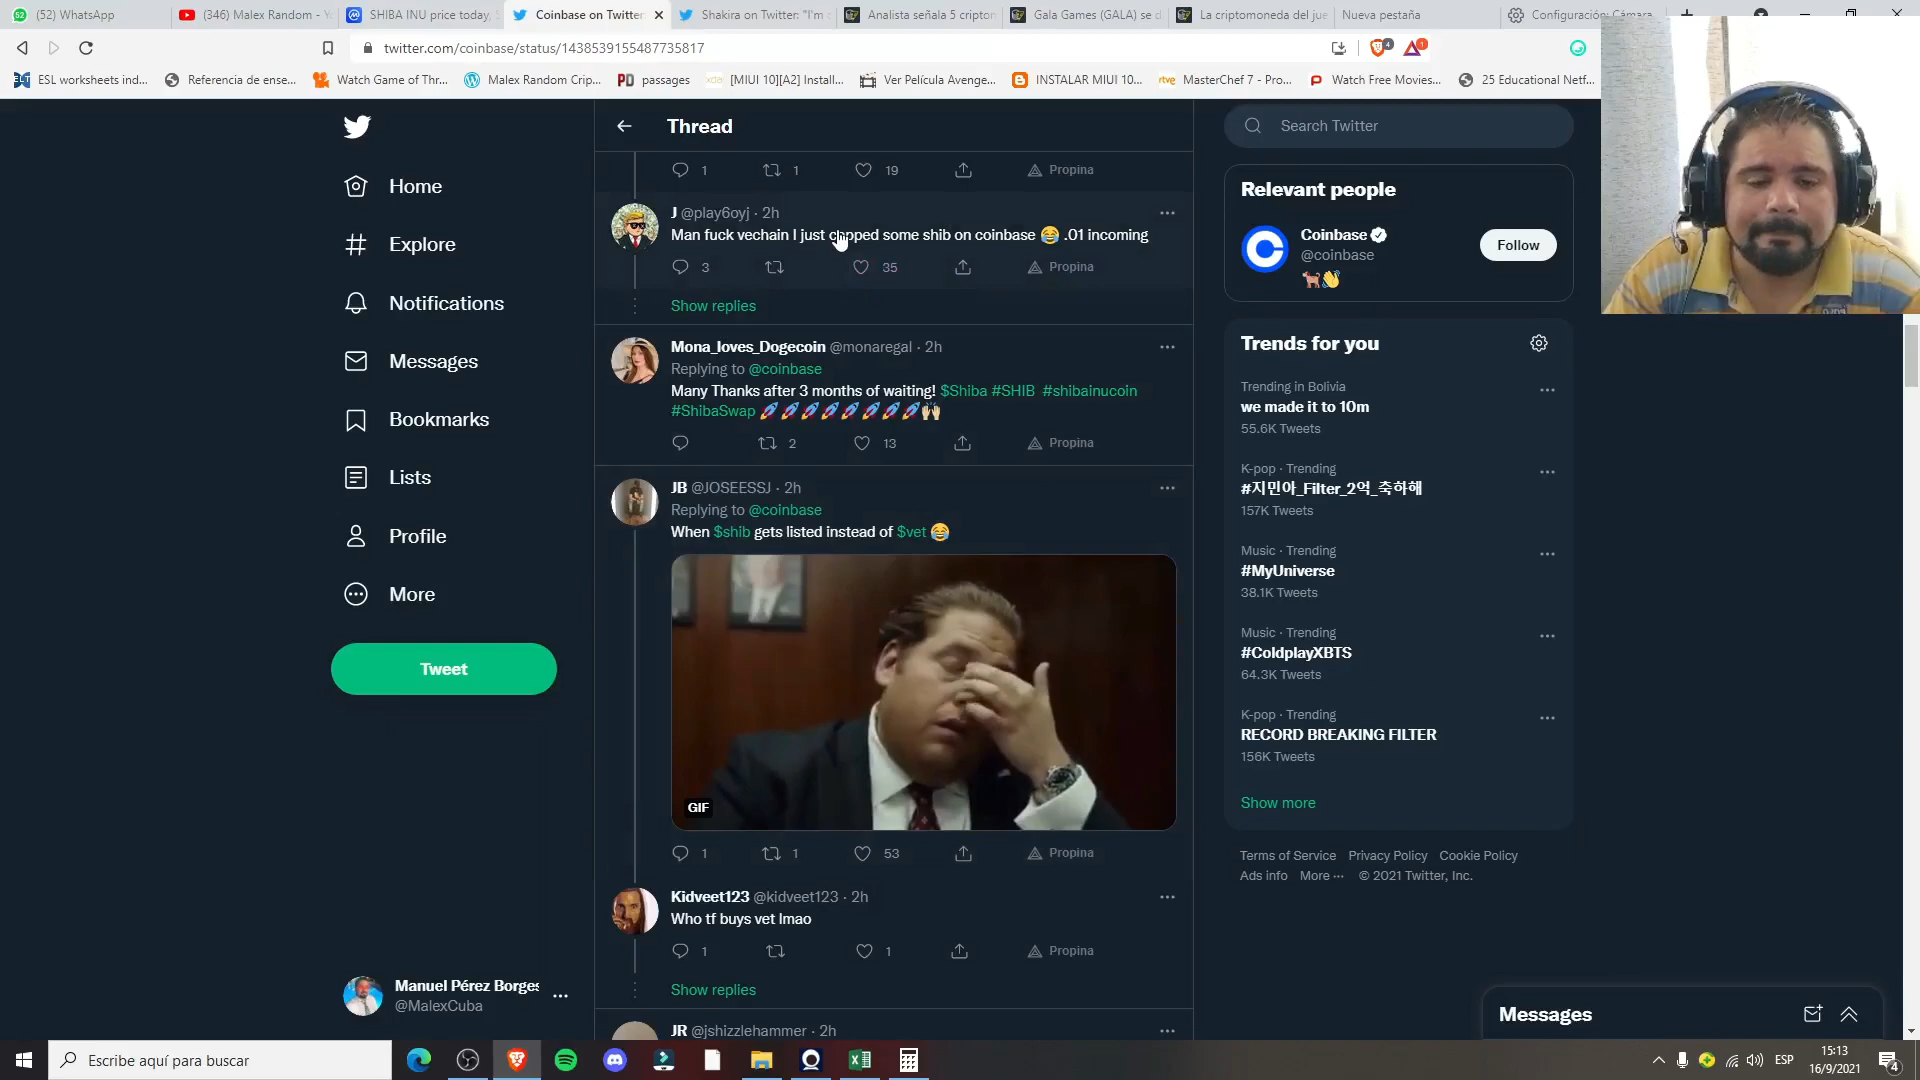 (52) WhatsApp
(346) Malex Random - Y
SHIBA INU price today,
Coinbase on Twitter
Shakira on Twitter: "I'm
Analista señala 5 cripton
Gala Games (GALA) se d
La criptomoneda del jue
Nueva pestaña
Configuración: Cámara
twitter.com/coinbase/status/1438539155487735817
4
1
ESL worksheets ind...
Referencia de ense...
Watch Game of Thr...
Malex Random Crip...
passages
[MIUI 10][A2] Install...
Ver Película Avenge...
INSTALAR MIUI 10...
MasterChef 7 - Pro...
Watch Free Movies...
25 Educational Netf...
Home
Explore
Notifications
Messages
Bookmarks
Lists
Profile
More
Tweet
Manuel Pérez Borges
@MalexCuba
Thread
1 1 19 Propina
J @play6oyj · 2h
Man fuck vechain I just copped some shib on coinbase 😂 .01 incoming
3 35 Propina
Show replies
Mona_loves_Dogecoin @monaregal · 2h
Replying to @coinbase
Many Thanks after 3 months of waiting! $Shiba #SHIB #shibainucoin
#ShibaSwap 🚀🚀🚀🚀🚀🚀🚀🚀🙌🏻
2 13 Propina
JB @JOSEESSJ · 2h
Replying to @coinbase
When $shib gets listed instead of $vet 😂
GIF
1 1 53 Propina
Kidveet123 @kidveet123 · 2h
Who tf buys vet lmao
1 1 Propina
Show replies
JR @jshizzlehammer · 2h
Search Twitter
Relevant people
Coinbase
@coinbase
🐕👋
Follow
Trends for you
Trending in Bolivia
we made it to 10m
55.6K Tweets
K-pop · Trending
#지민아_Filter_2억_축하해
157K Tweets
Music · Trending
#MyUniverse
38.1K Tweets
Music · Trending
#ColdplayXBTS
64.3K Tweets
K-pop · Trending
RECORD BREAKING FILTER
156K Tweets
Show more
Terms of Service Privacy Policy Cookie Policy
Ads info More ··· © 2021 Twitter, Inc.
Messages
Escribe aquí para buscar
ESP
15:13
16/9/2021
4